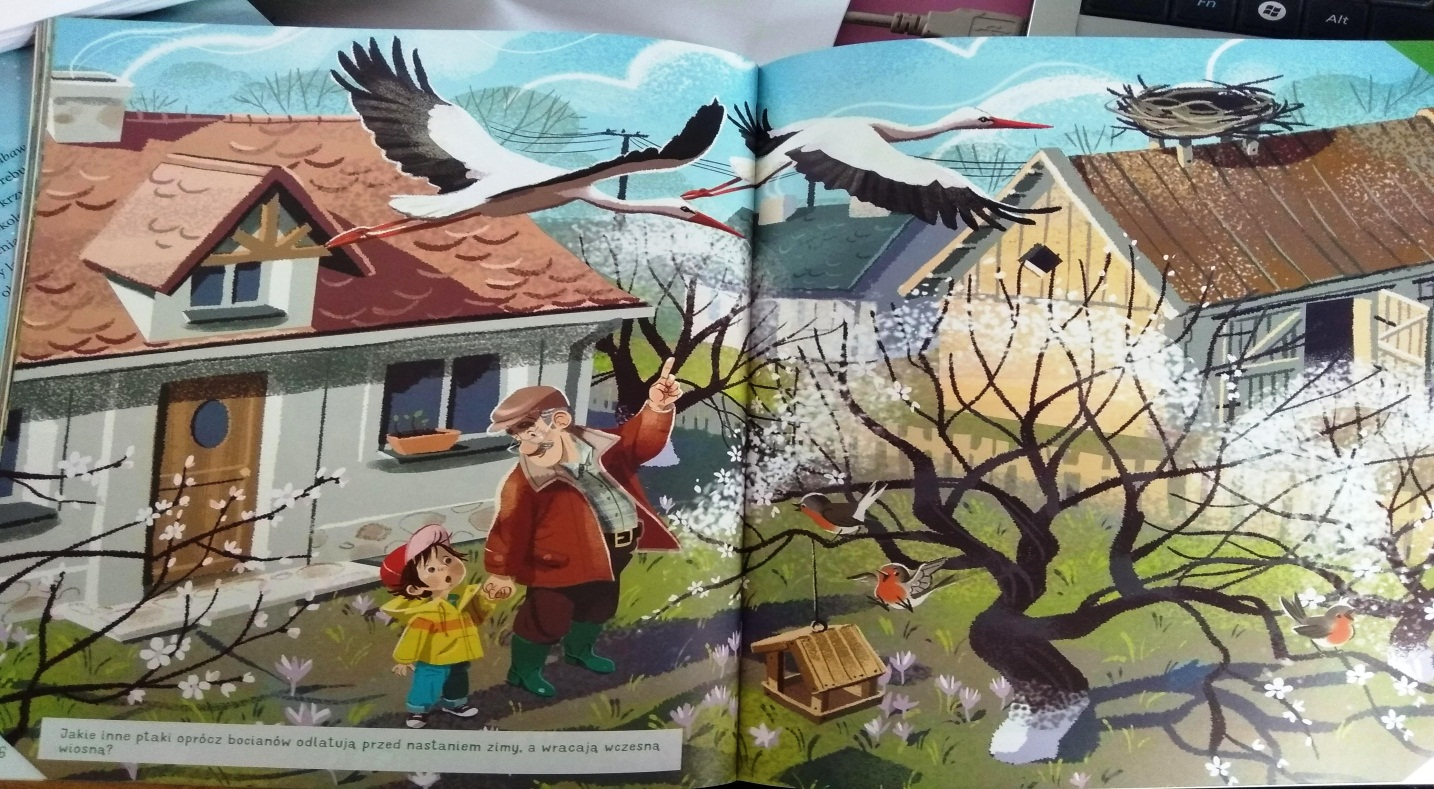 Jakie inne ptaki oprócz bocianów odlatują przed nastaniem zimy, a wracają wczesną
wiosną?
Fn
Alt